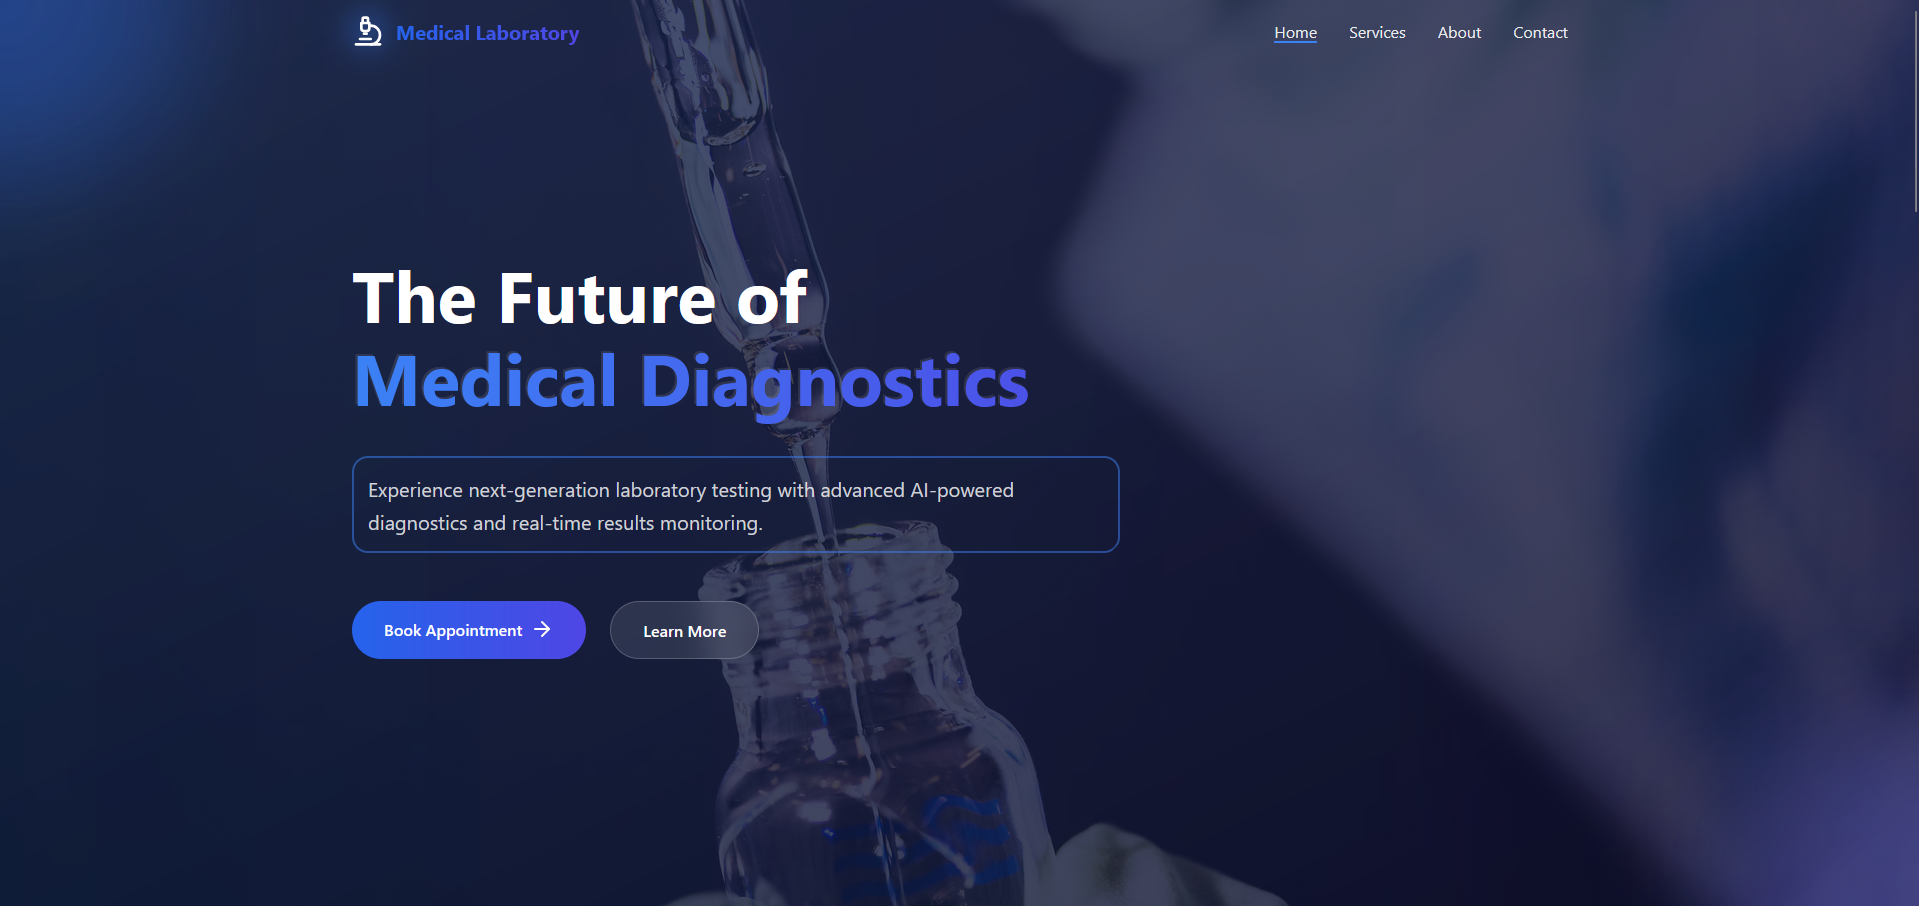 Medical Laboratory
Home Services About Contact
The Future of
Medical Diagnostics
Experience next-generation laboratory testing with advanced AI-powered
diagnostics and real-time results monitoring.
Book Appointment
Learn More